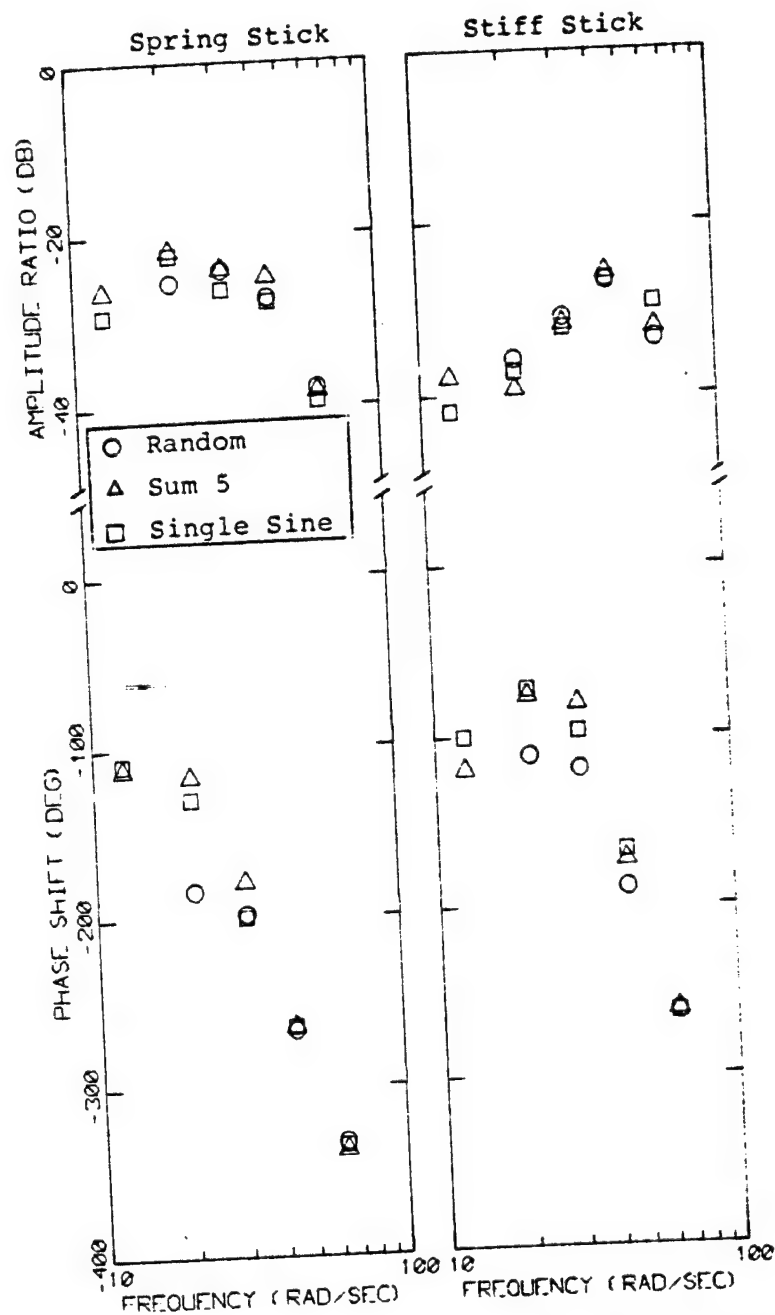 Spring Stick
Stiff Stick
AMPLITUDE RATIO (DB)
0
-20
-40
Random
Sum 5
Single Sine
PHASE SHIFT (DEG)
0
-100
-200
-300
-400
10
100
10
100
FREQUENCY (RAD/SEC)
FREQUENCY (RAD/SEC)